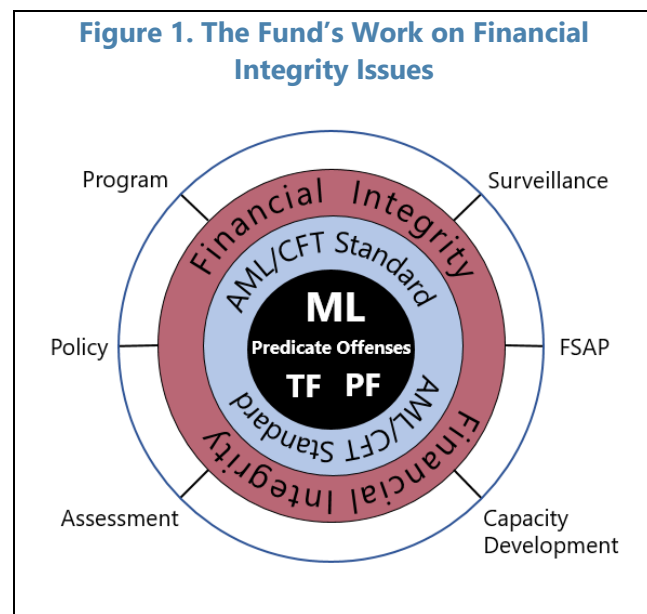 Figure 1. The Fund's Work on Financial
Integrity Issues
Program
Surveillance
Financial Integrity
AML/CFT Standard
ML
Predicate Offenses
TF PF
Policy
FSAP
AML/CFT Standard
Financial Integrity
Assessment
Capacity
Development